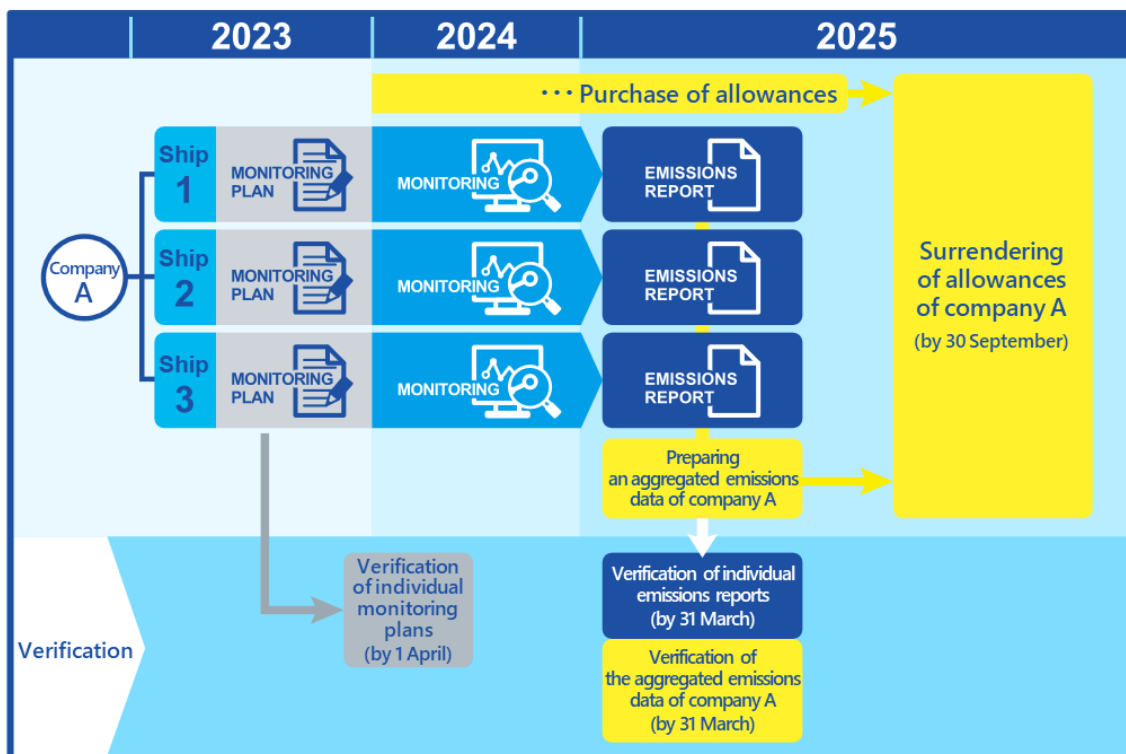 2023
2024
2025
··· Purchase of allowances
Ship
1
MONITORING
PLAN
MONITORING
EMISSIONS
REPORT
Company
A
Ship
2
MONITORING
PLAN
MONITORING
EMISSIONS
REPORT
Ship
3
MONITORING
PLAN
MONITORING
EMISSIONS
REPORT
Surrendering
of allowances
of company A
(by 30 September)
Preparing
an aggregated emissions
data of company A
Verification
Verification
of individual
monitoring
plans
(by 1 April)
Verification of individual
emissions reports
(by 31 March)
Verification of
the aggregated emissions
data of company A
(by 31 March)